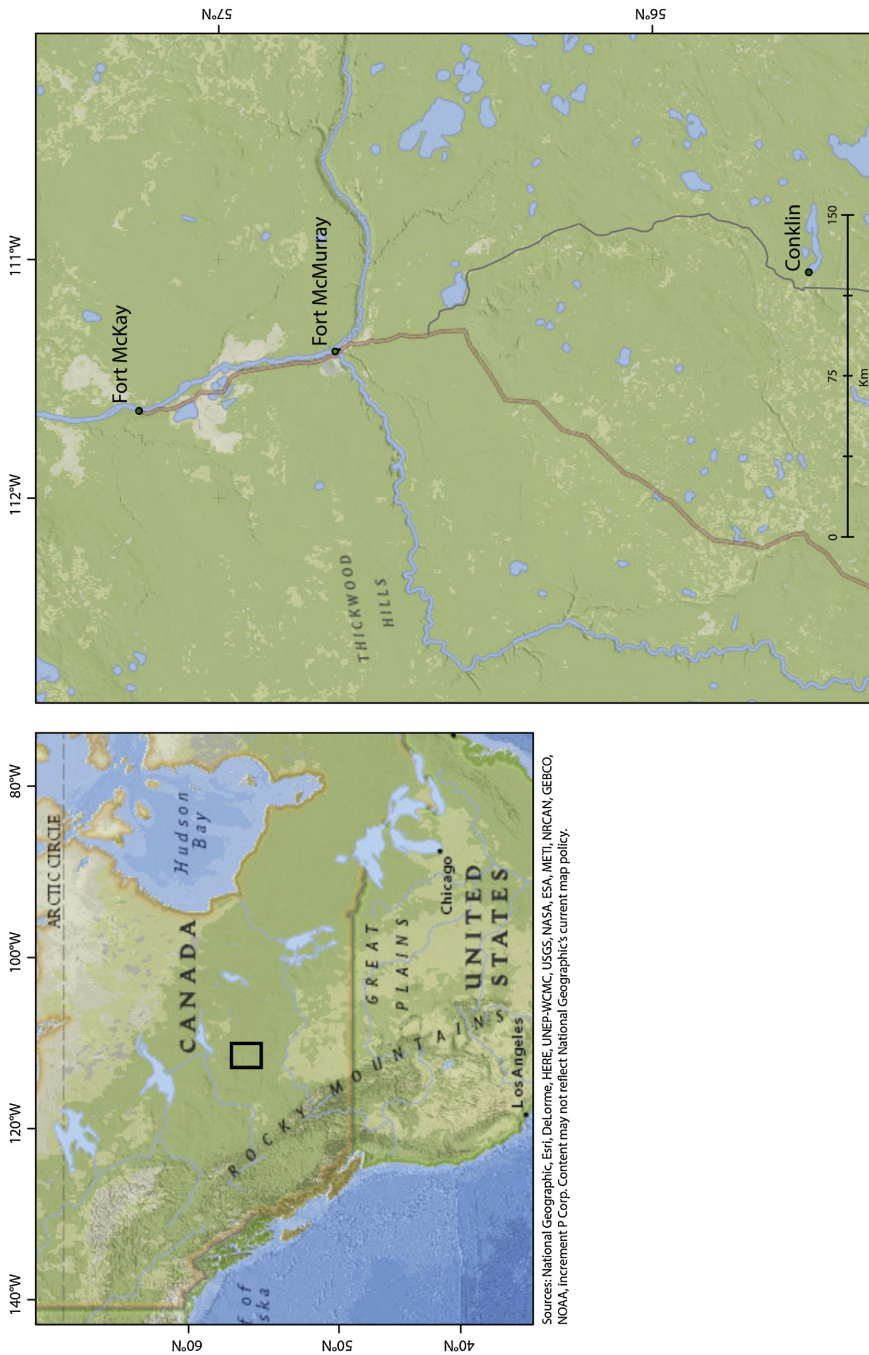 140°W
120°W
100°W
80°W
60°N
50°N
40°N
ARCTIC CIRCLE
Hudson
Bay
CANADA
GREAT
PLAINS
ROCKY MOUNTAINS
UNITED
STATES
Chicago
Los Angeles
f of
ska
Sources: National Geographic, Esri, DeLorme, HERE, UNEP-WCMC, USGS, NASA, ESA, METI, NRCAN, GEBCO,
NOAA, increment P Corp. Content may not reflect National Geographic's current map policy.
112°W
111°W
57°N
56°N
Fort McKay
Fort McMurray
THICKWOOD
HILLS
Conklin
0
75
150
Km